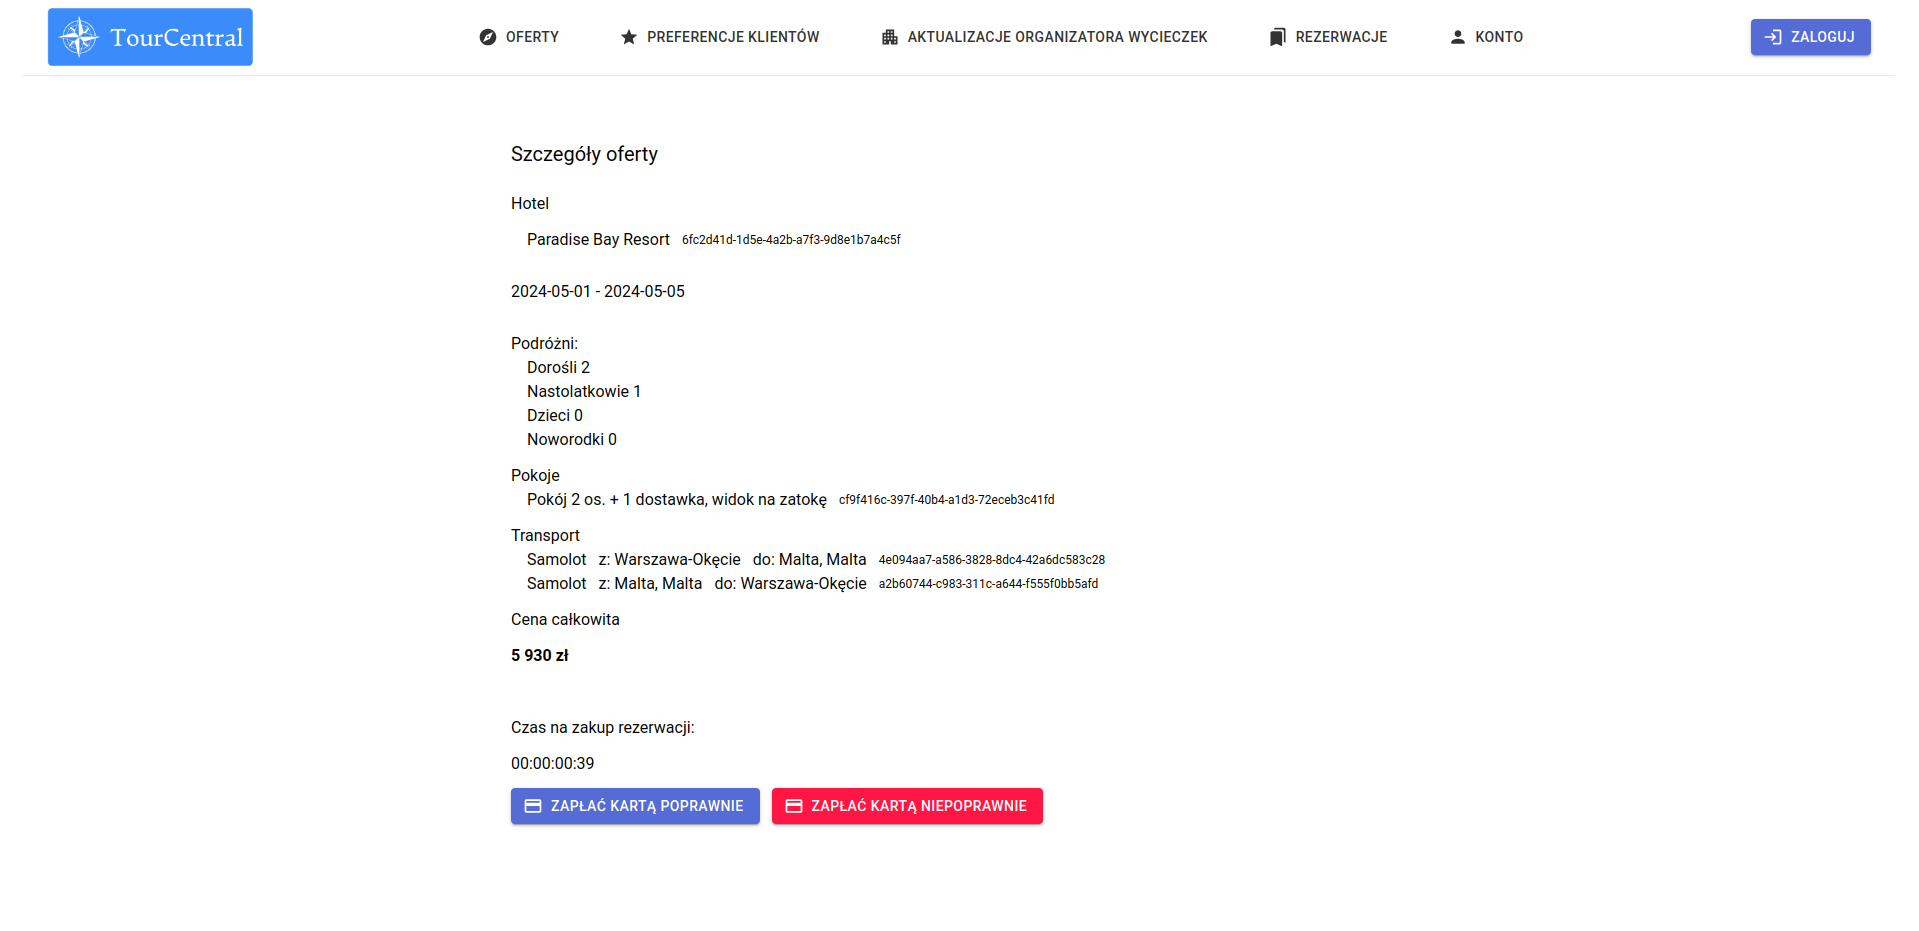 TourCentral
OFERTY
PREFERENCJE KLIENTÓW
AKTUALIZACJE ORGANIZATORA WYCIECZEK
REZERWACJE
KONTO
ZALOGUJ
Szczegóły oferty
Hotel
Paradise Bay Resort 6fc2d41d-1d5e-4a2b-a7f3-9d8e1b7a4c5f
2024-05-01 - 2024-05-05
Podróżni:
Dorośli 2
Nastolatkowie 1
Dzieci 0
Noworodki 0
Pokoje
Pokój 2 os. + 1 dostawka, widok na zatokę cf9f416c-397f-40b4-a1d3-72eceb3c41fd
Transport
Samolot z: Warszawa-Okęcie do: Malta, Malta 4e094aa7-a586-3828-8dc4-42a6dc583c28
Samolot z: Malta, Malta do: Warszawa-Okęcie a2b60744-c983-311c-a644-f555f0bb5afd
Cena całkowita
5 930 zł
Czas na zakup rezerwacji:
00:00:00:39
ZAPŁAĆ KARTĄ POPRAWNIE
ZAPŁAĆ KARTĄ NIEPOPRAWNIE